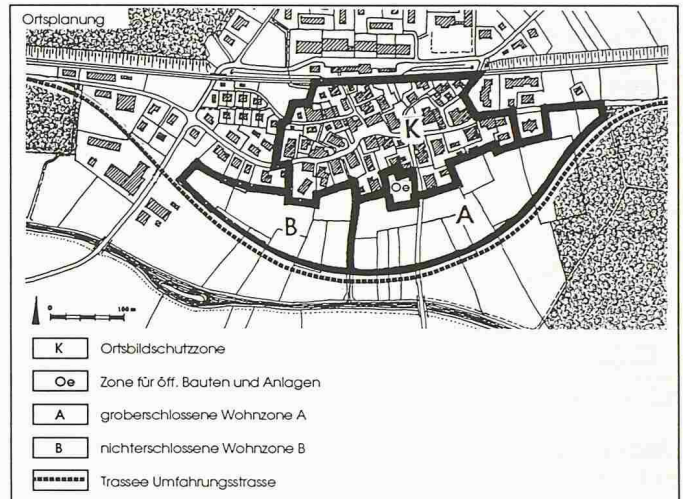 Ortsplanung
K
Oe
A
B
0 100 m
K Ortsbildschutzzone
Oe Zone für öff. Bauten und Anlagen
A groberschlossene Wohnzone A
B nichterschlossene Wohnzone B
Trassee Umfahrungsstrasse